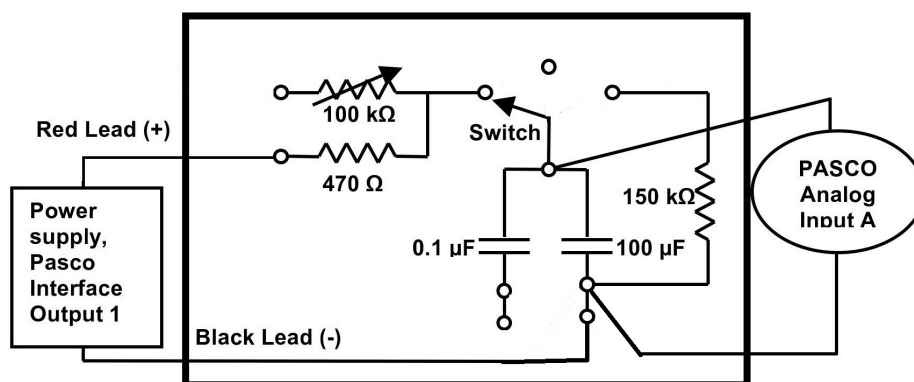 100 kΩ
Red Lead (+)
Switch
470 Ω
PASCO
Analog
Input A
150 kΩ
Power
supply,
Pasco
Interface
Output 1
0.1 µF
100 µF
Black Lead (-)